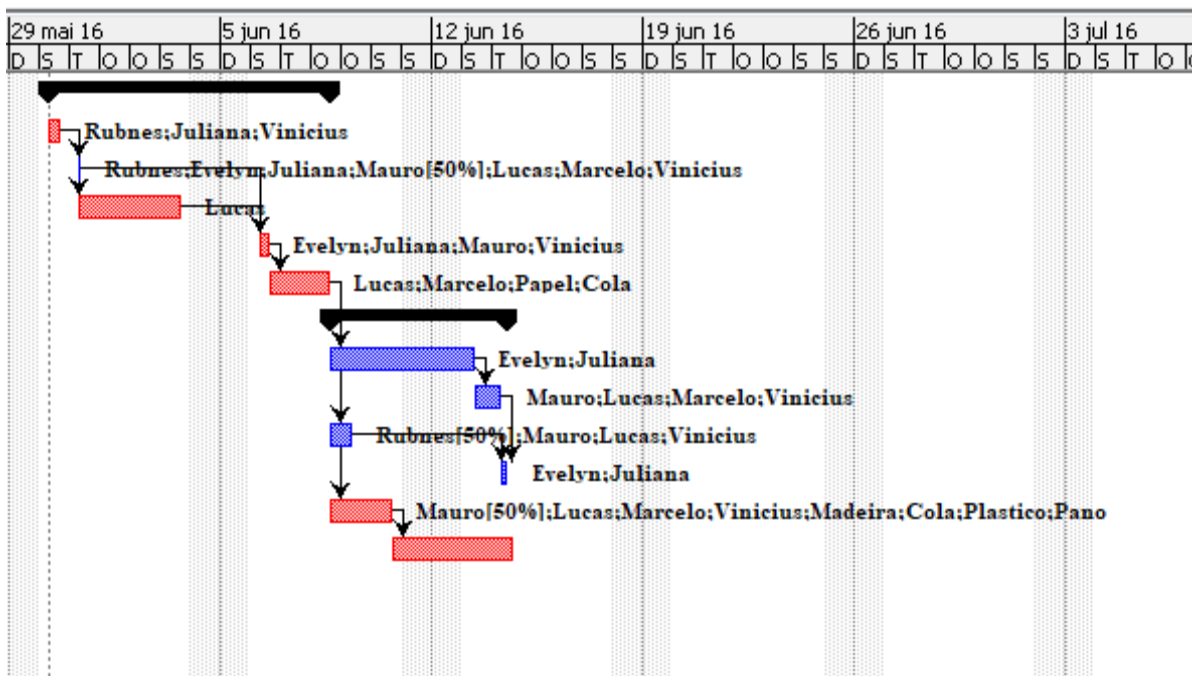 29 mai 16 5 jun 16 12 jun 16 19 jun 16 26 jun 16 3 jul 16
D S T O O S S D S T O O S S D S T O O S S D S T O O S S D S T O O S S D S T O
Rubnes;Juliana;Vinicius
Rubnes;Evelyn;Juliana;Mauro[50%];Lucas;Marcelo;Vinicius
Lucas
Evelyn;Juliana;Mauro;Vinicius
Lucas;Marcelo;Papel;Cola
Evelyn;Juliana
Mauro;Lucas;Marcelo;Vinicius
Rubnes[50%];Mauro;Lucas;Vinicius
Evelyn;Juliana
Mauro[50%];Lucas;Marcelo;Vinicius;Madeira;Cola;Plastico;Pano